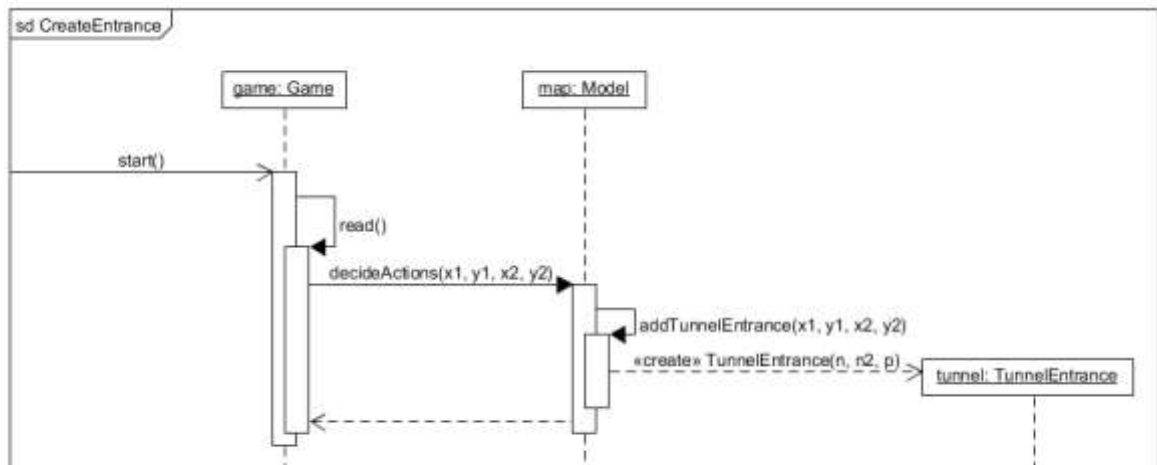 sd CreateEntrance
game: Game
map: Model
start()
read()
decideActions(x1, y1, x2, y2)
addTunnelEntrance(x1, y1, x2, y2)
«create» TunnelEntrance(n, n2, p)
tunnel: TunnelEntrance